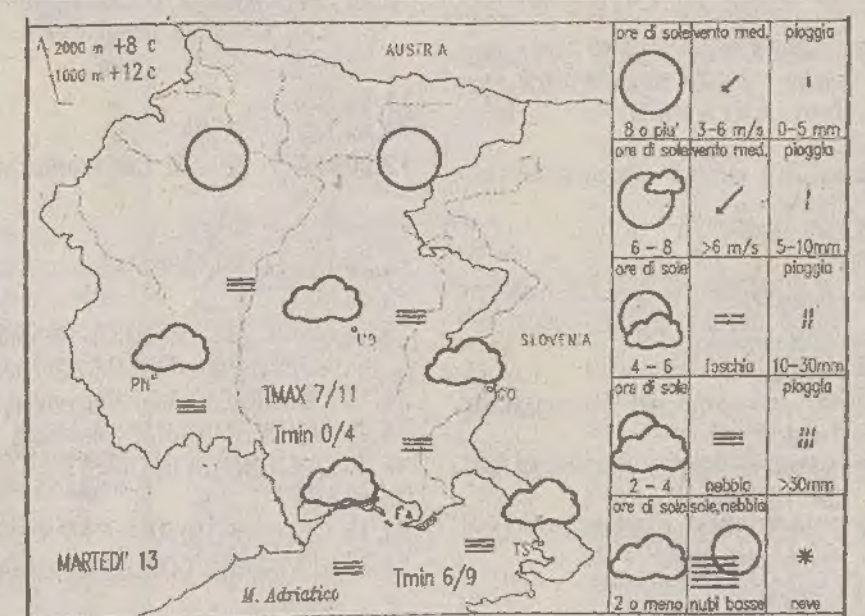 2000 m +8 c
1000 m +12 c
AUSTRIA
SLOVENIA
PN
UD
GO
TMAX 7/11
Tmin 0/4
TS
MARTEDI' 13
M. Adriatico
Tmin 6/9
ore di sole vento med. pioggia
8 o piu' 3-6 m/s 0-5 mm
ore di sole vento med. pioggia
6 - 8 >6 m/s 5-10mm
ore di sole pioggia
4 - 6 foschia 10-30mm
ore di sole pioggia
2 - 4 nebbia >30mm
ore di sole sole,nebbia
2 o meno nubi basse neve